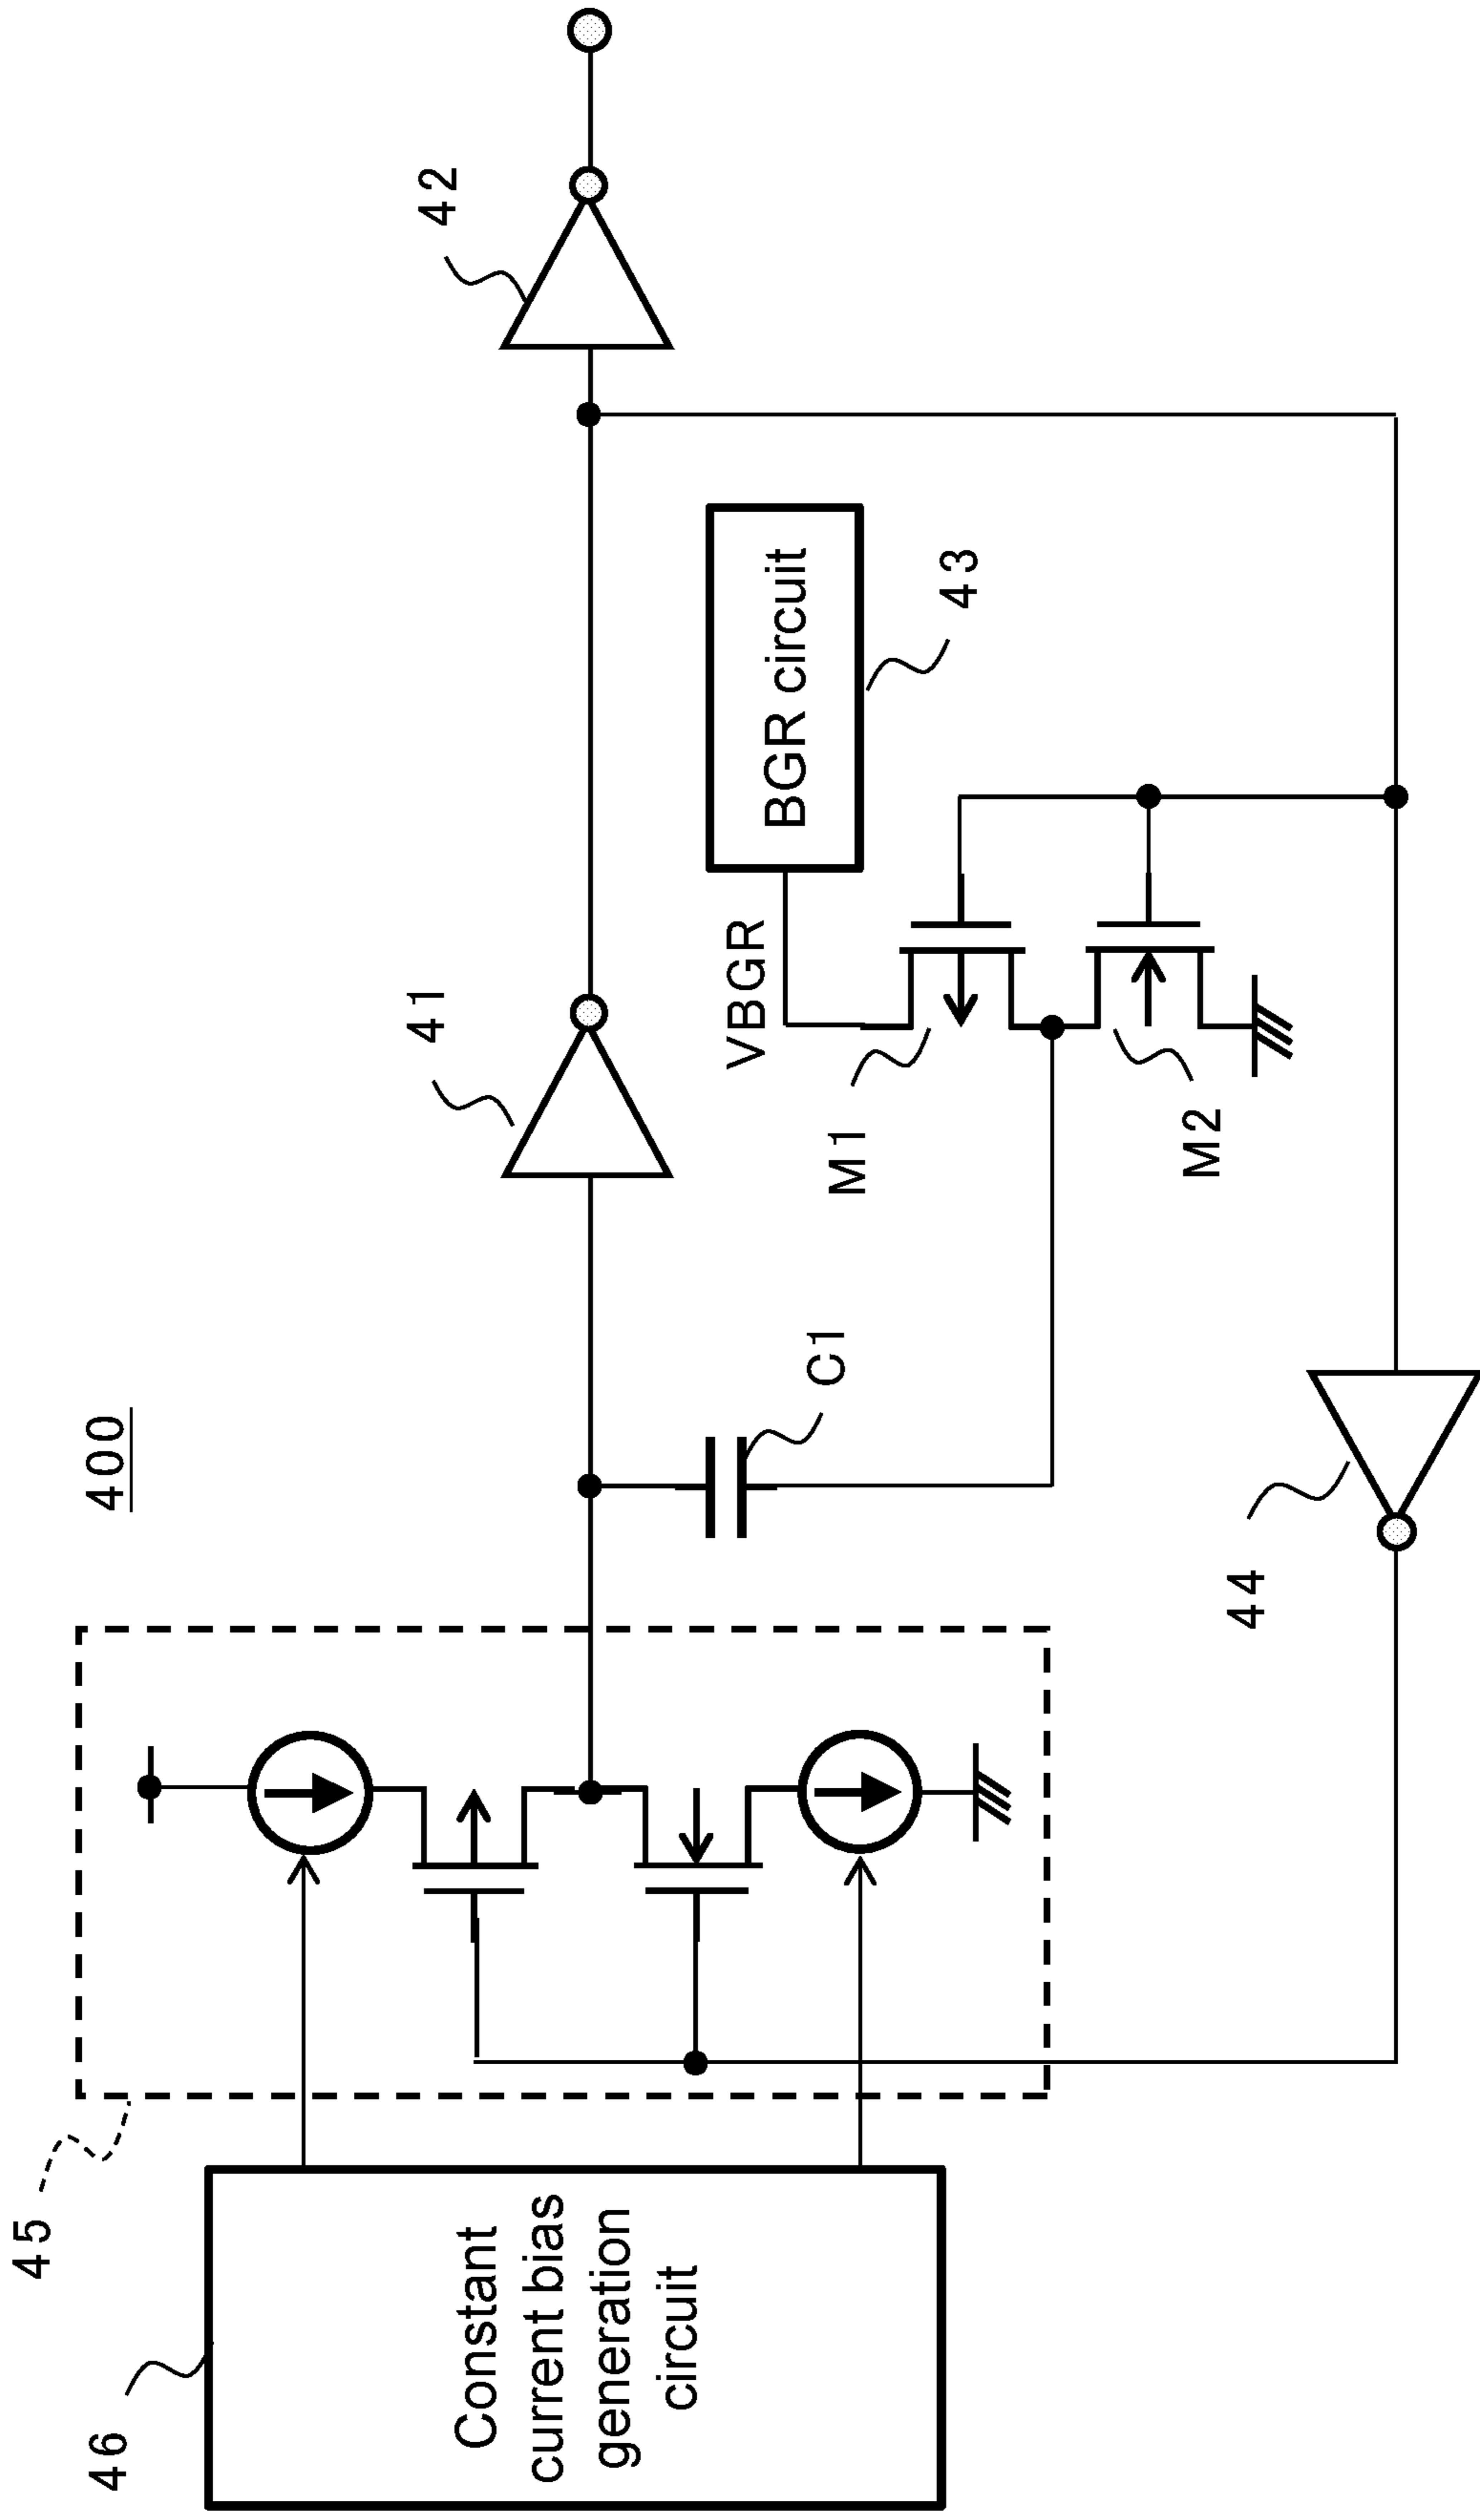 400
45
46
Constant
current bias
generation
circuit
C1
41
42
VBGR
BGR circuit
43
M1
M2
44